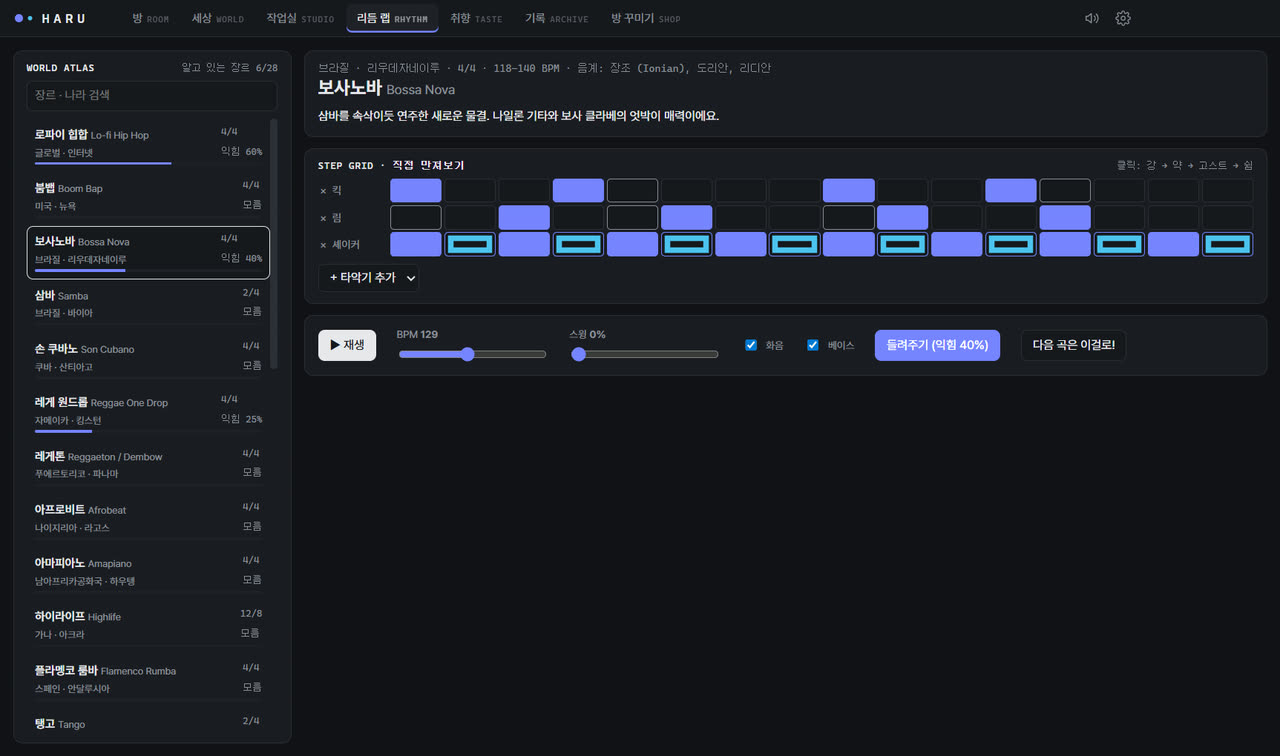 HARU
방 ROOM
세상 WORLD
작업실 STUDIO
리듬 랩 RHYTHM
취향 TASTE
기록 ARCHIVE
방 꾸미기 SHOP
WORLD ATLAS
알고 있는 장르 6/28
장르 · 나라 검색
로파이 힙합 Lo-fi Hip Hop 4/4
글로벌 · 인터넷 익힘 60%
붐뱁 Boom Bap 4/4
미국 · 뉴욕 모름
보사노바 Bossa Nova 4/4
브라질 · 리우데자네이루 익힘 40%
삼바 Samba 2/4
브라질 · 바이아 모름
손 쿠바노 Son Cubano 4/4
쿠바 · 산티아고 모름
레게 원드롭 Reggae One Drop 4/4
자메이카 · 킹스턴 익힘 25%
레게톤 Reggaeton / Dembow 4/4
푸에르토리코 · 파나마 모름
아프로비트 Afrobeat 4/4
나이지리아 · 라고스 모름
아마피아노 Amapiano 4/4
남아프리카공화국 · 하우텡 모름
하이라이프 Highlife 12/8
가나 · 아크라 모름
플라멩코 룸바 Flamenco Rumba 4/4
스페인 · 안달루시아 모름
탱고 Tango 2/4
브라질 · 리우데자네이루 · 4/4 · 118–140 BPM · 음계: 장조 (Ionian), 도리안, 리디안
보사노바 Bossa Nova
삼바를 속삭이듯 연주한 새로운 물결. 나일론 기타와 보사 클라베의 엇박이 매력이에요.
STEP GRID · 직접 만져보기
클릭: 강 → 약 → 고스트 → 쉼
× 킥
× 림
× 셰이커
+ 타악기 추가
▶ 재생
BPM 129
스윙 0%
화음
베이스
들려주기 (익힘 40%)
다음 곡은 이걸로!